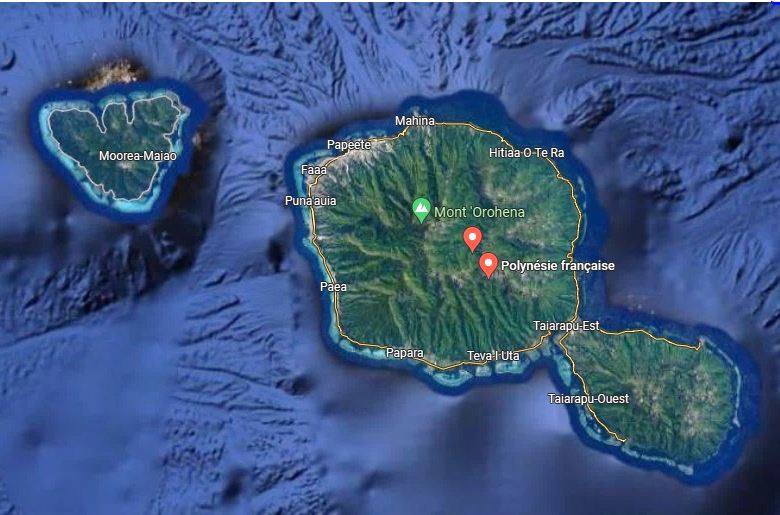 Mahina
Papeete
Hitiaa O Te Ra
Moorea-Maiao
Faaa
Puna'auia
Mont 'Orohena
Polynésie française
Paea
Taiarapu-Est
Papara
Teva I Uta
Taiarapu-Ouest